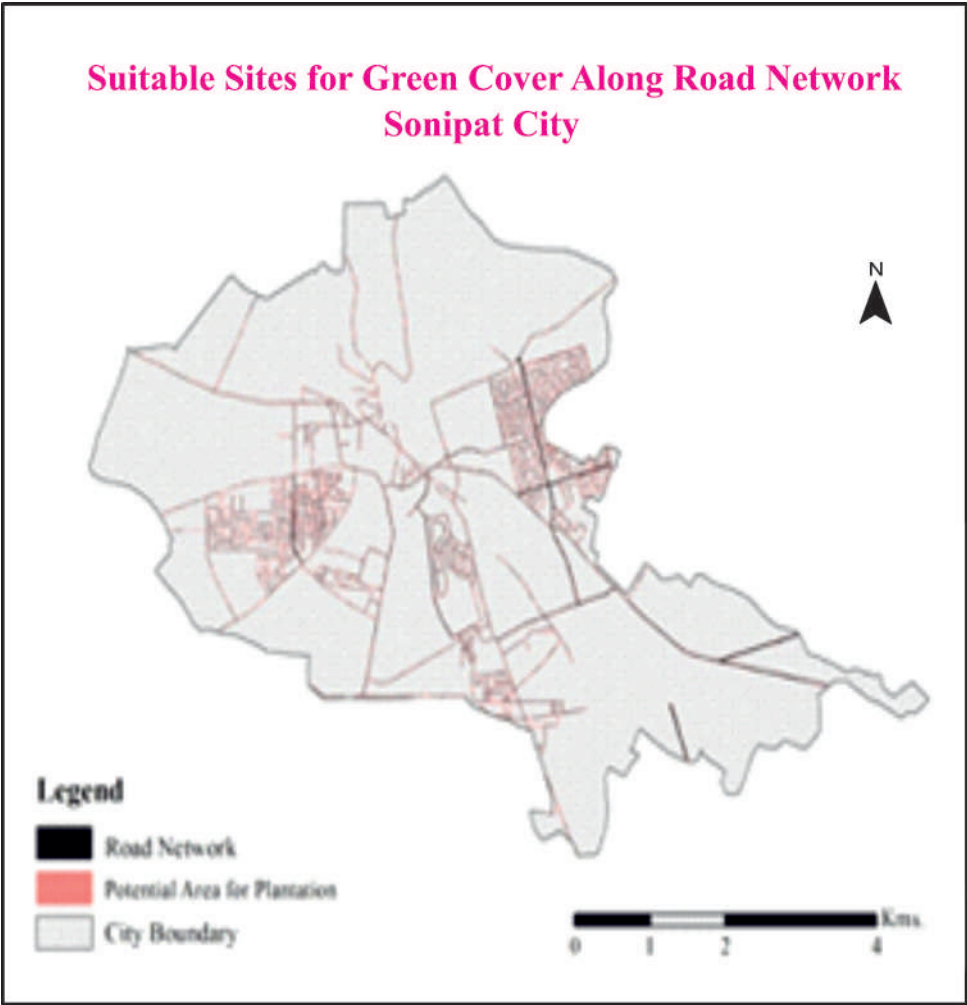 Suitable Sites for Green Cover Along Road Network
Sonipat City
N
Legend
Road Network
Potential Area for Plantation
City Boundary
Kms.
0 1 2 4